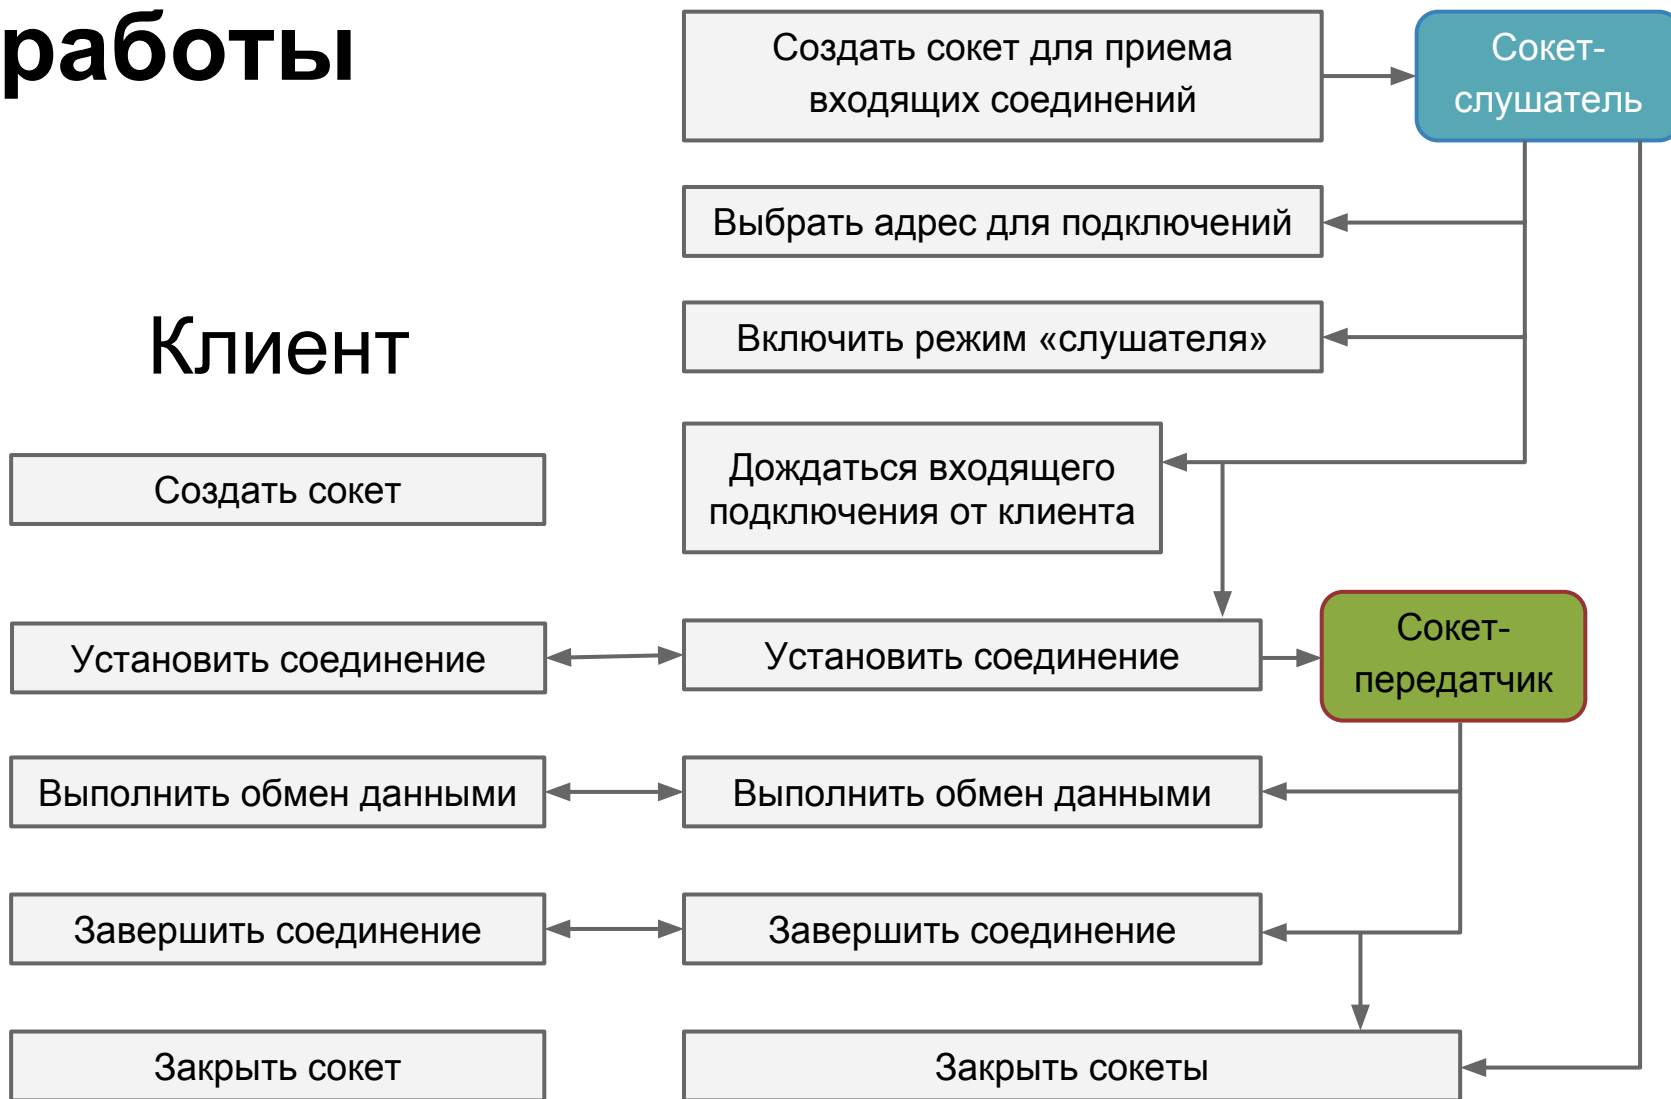 работы
Создать сокет для приема
входящих соединений
Сокет-
слушатель
Выбрать адрес для подключений
Клиент
Включить режим «слушателя»
Создать сокет
Дождаться входящего
подключения от клиента
Установить соединение
Установить соединение
Сокет-
передатчик
Выполнить обмен данными
Выполнить обмен данными
Завершить соединение
Завершить соединение
Закрыть сокет
Закрыть сокеты